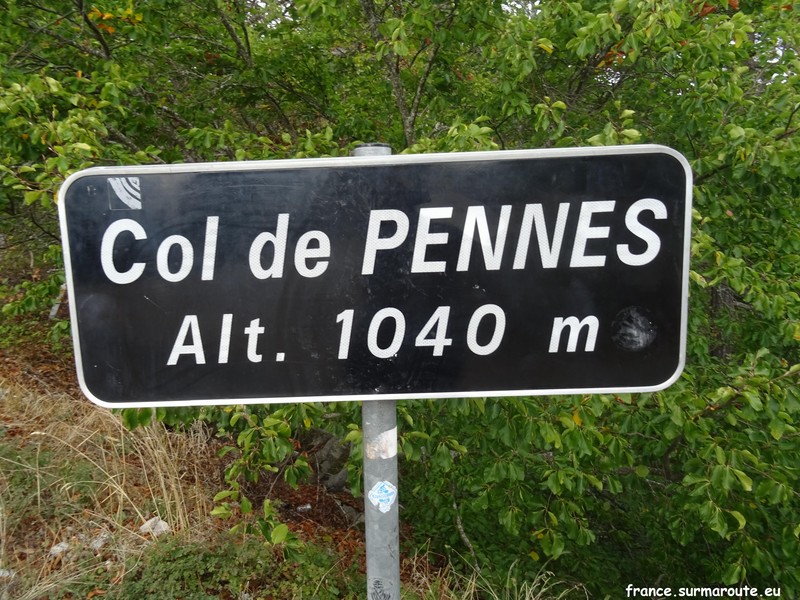 Col de PENNES
Alt. 1040 m
france.surmaroute.eu